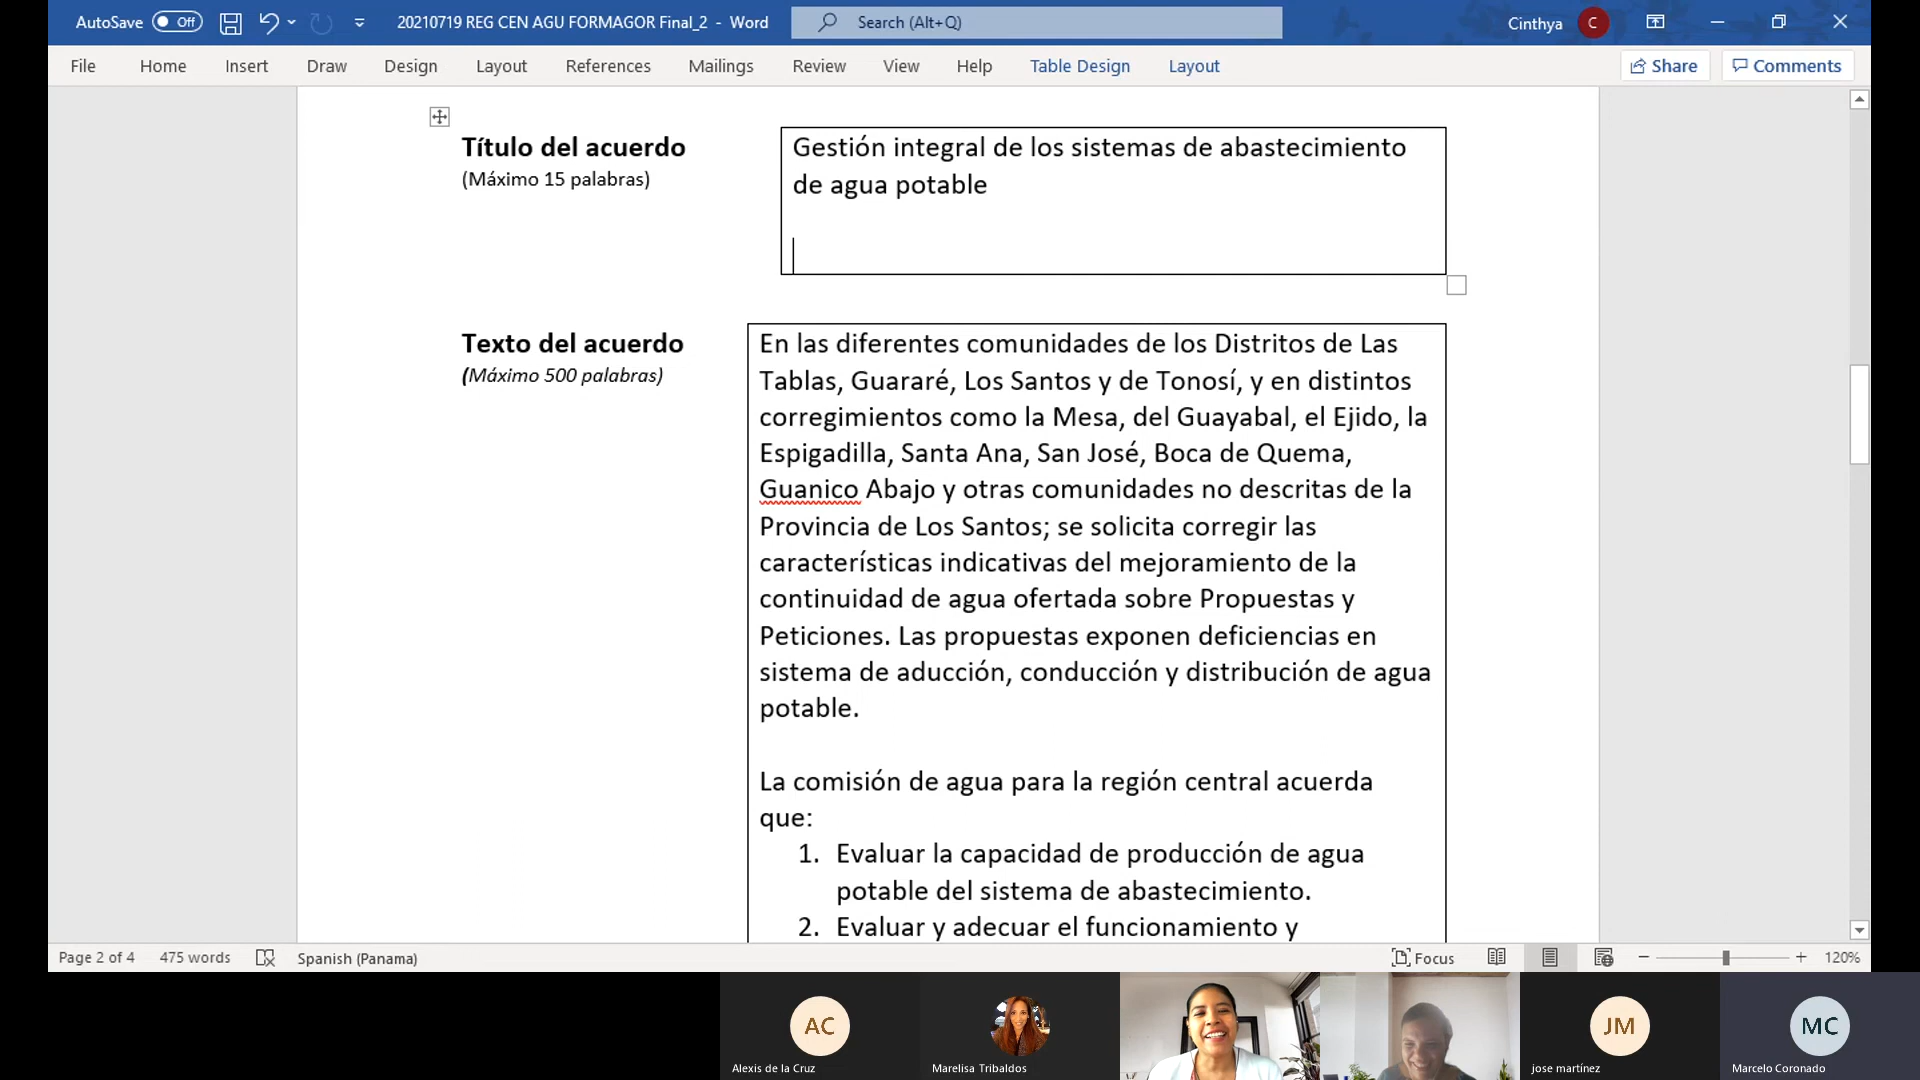 AutoSave Off 20210719 REG CEN AGU FORMAGOR Final_2 - Word Search (Alt+Q) Cinthya C
File Home Insert Draw Design Layout References Mailings Review View Help Table Design Layout Share Comments
Título del acuerdo
(Máximo 15 palabras)
Gestión integral de los sistemas de abastecimiento
de agua potable
Texto del acuerdo
(Máximo 500 palabras)
En las diferentes comunidades de los Distritos de Las
Tablas, Guararé, Los Santos y de Tonosí, y en distintos
corregimientos como la Mesa, del Guayabal, el Ejido, la
Espigadilla, Santa Ana, San José, Boca de Quema,
Guanico Abajo y otras comunidades no descritas de la
Provincia de Los Santos; se solicita corregir las
características indicativas del mejoramiento de la
continuidad de agua ofertada sobre Propuestas y
Peticiones. Las propuestas exponen deficiencias en
sistema de aducción, conducción y distribución de agua
potable.
La comisión de agua para la región central acuerda
que:
1. Evaluar la capacidad de producción de agua
potable del sistema de abastecimiento.
2. Evaluar y adecuar el funcionamiento y
Page 2 of 4 475 words Spanish (Panama) Focus 120%
AC JM MC
Alexis de la Cruz Marelisa Tribaldos jose martínez Marcelo Coronado